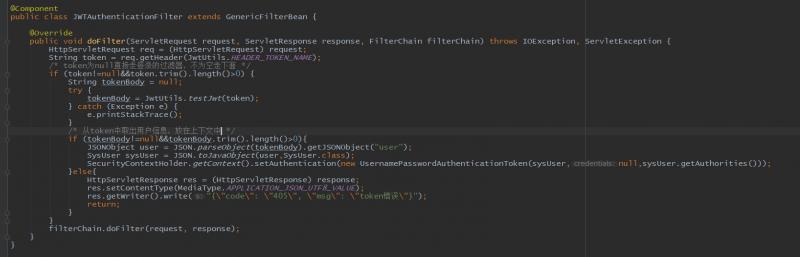 @Component
public class JWTAuthenticationFilter extends GenericFilterBean {
@Override
public void doFilter(ServletRequest request, ServletResponse response, FilterChain filterChain) throws IOException, ServletException {
HttpServletRequest req = (HttpServletRequest) request;
String token = req.getHeader(JwtUtils.HEADER_TOKEN_NAME);
/* token为null直接走登录的过滤器，不为空走下面 */
if (token!=null&&token.trim().length()>0) {
String tokenBody = null;
try {
tokenBody = JwtUtils.testJwt(token);
} catch (Exception e) {
e.printStackTrace();
}
/* 从token中取出用户信息，放在上下文中 */
if (tokenBody!=null&&tokenBody.trim().length()>0){
JSONObject user = JSON.parseObject(tokenBody).getJSONObject("user");
SysUser sysUser = JSON.toJavaObject(user,SysUser.class);
SecurityContextHolder.getContext().setAuthentication(new UsernamePasswordAuthenticationToken(sysUser, credentials: null,sysUser.getAuthorities()));
}else{
HttpServletResponse res = (HttpServletResponse) response;
res.setContentType(MediaType.APPLICATION_JSON_UTF8_VALUE);
res.getWriter().write( s: "{\"code\": \"405\", \"msg\": \"token错误\"}");
return;
}
}
filterChain.doFilter(request, response);
}
}